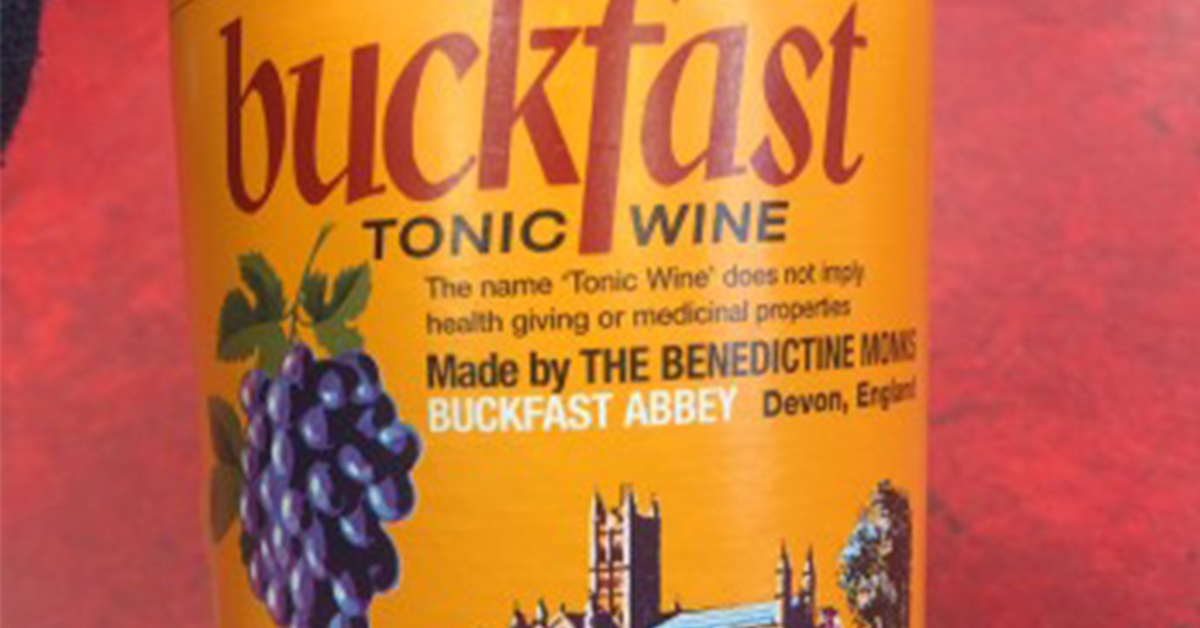 buckfast
TONIC WINE
The name 'Tonic Wine' does not imply
health giving or medicinal properties
Made by THE BENEDICTINE MONKS
BUCKFAST ABBEY Devon, England